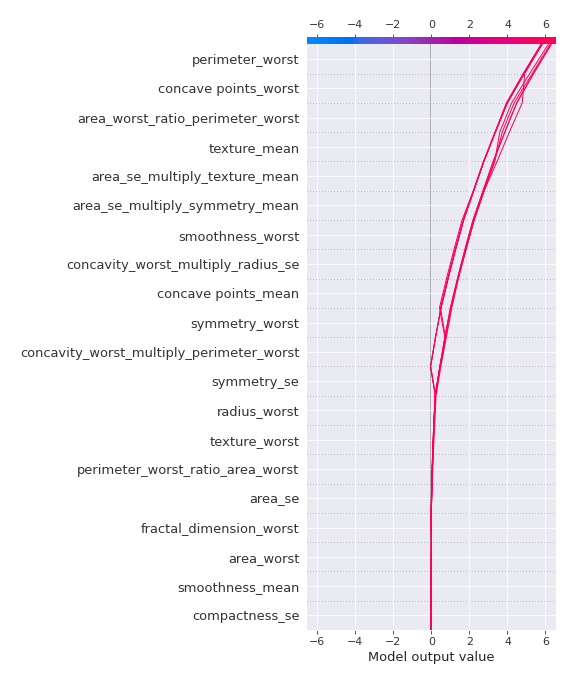 −6 −4 −2 0 2 4 6
perimeter_worst
concave points_worst
area_worst_ratio_perimeter_worst
texture_mean
area_se_multiply_texture_mean
area_se_multiply_symmetry_mean
smoothness_worst
concavity_worst_multiply_radius_se
concave points_mean
symmetry_worst
concavity_worst_multiply_perimeter_worst
symmetry_se
radius_worst
texture_worst
perimeter_worst_ratio_area_worst
area_se
fractal_dimension_worst
area_worst
smoothness_mean
compactness_se
−6 −4 −2 0 2 4 6
Model output value